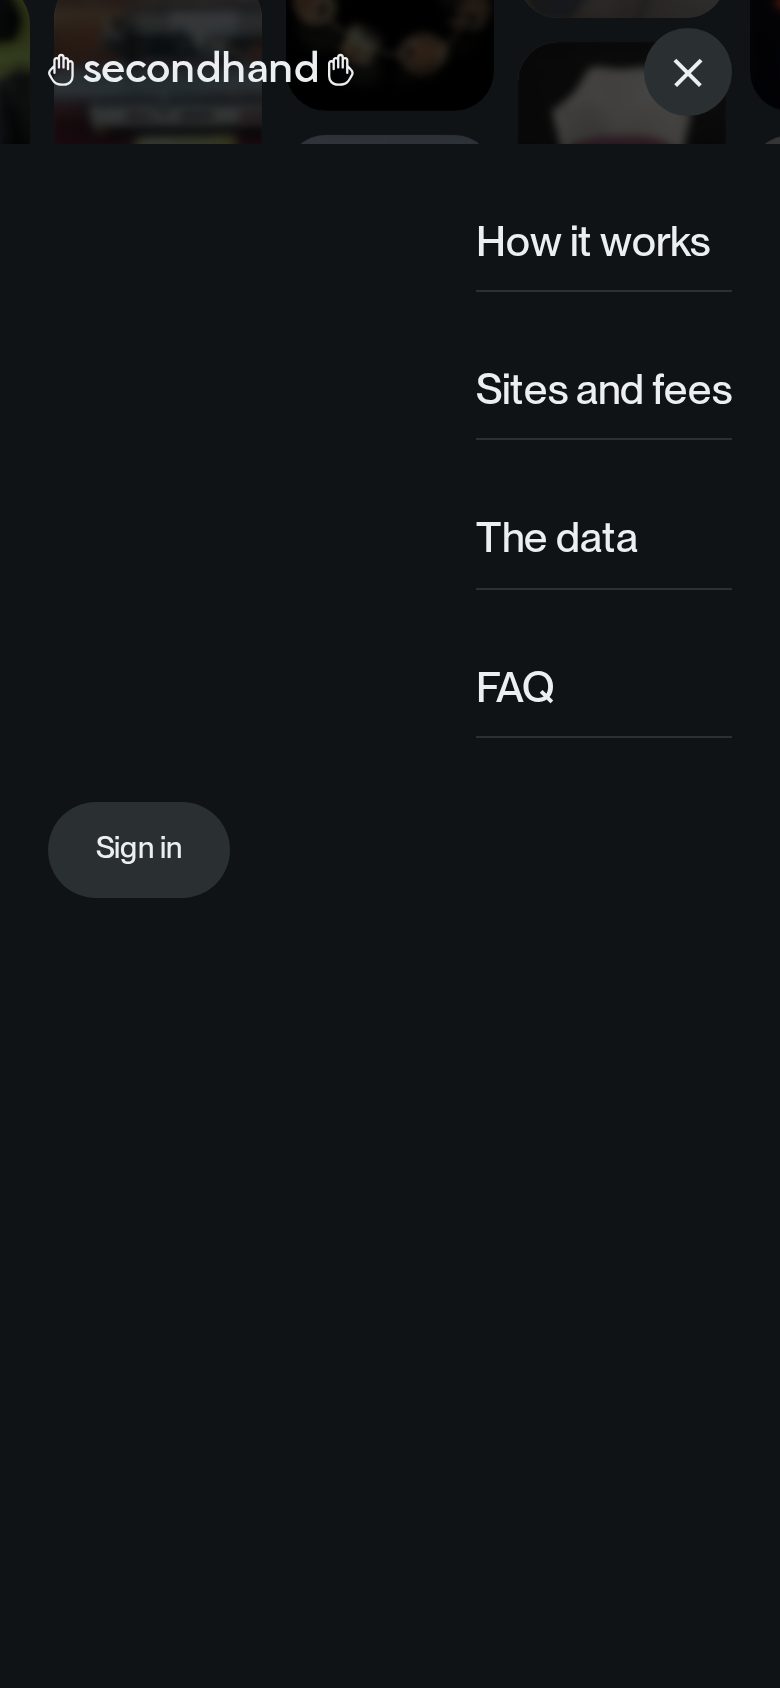 secondhand
How it works
Sites and fees
The data
FAQ
Sign in